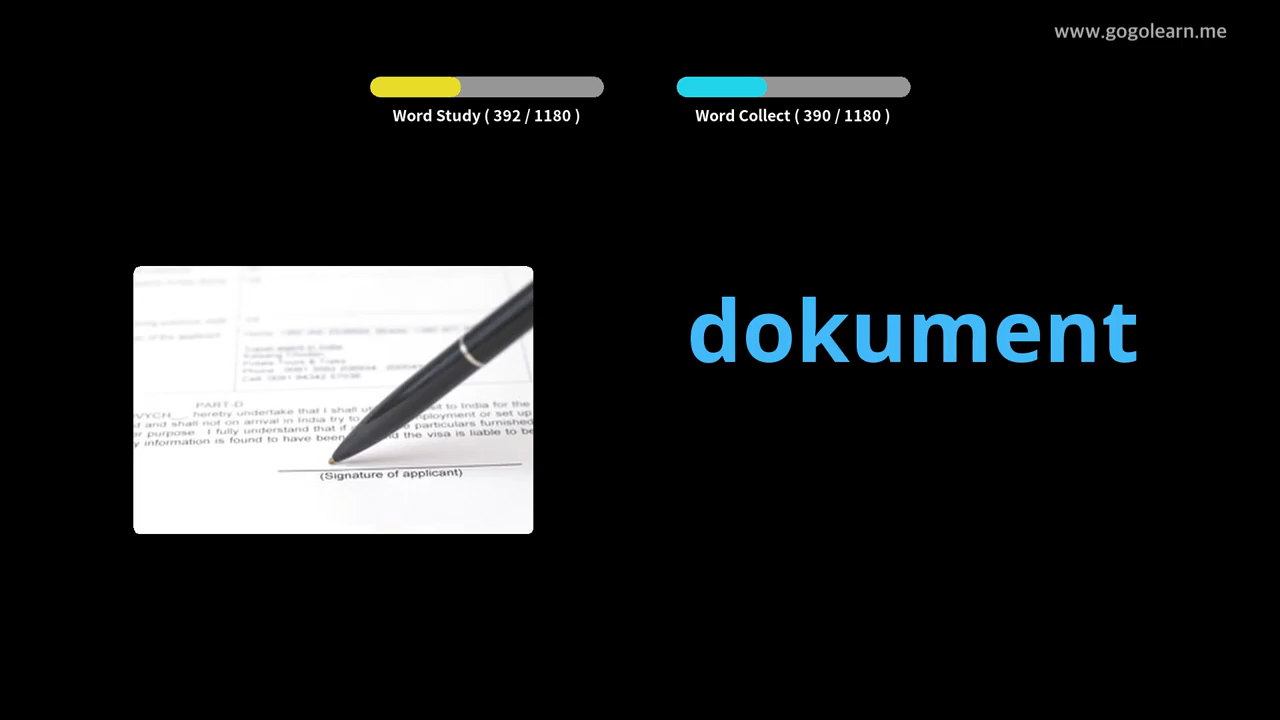 www.gogolearn.me
Word Study ( 392 / 1180 )
Word Collect ( 390 / 1180 )
dokument
PART-D
hereby undertake that I shall to India for the
and shall not on arrival in India try to employment or set up
purpose. I fully understand that if particulars furnished
information is found to have been the visa is liable to be
(Signature of applicant)